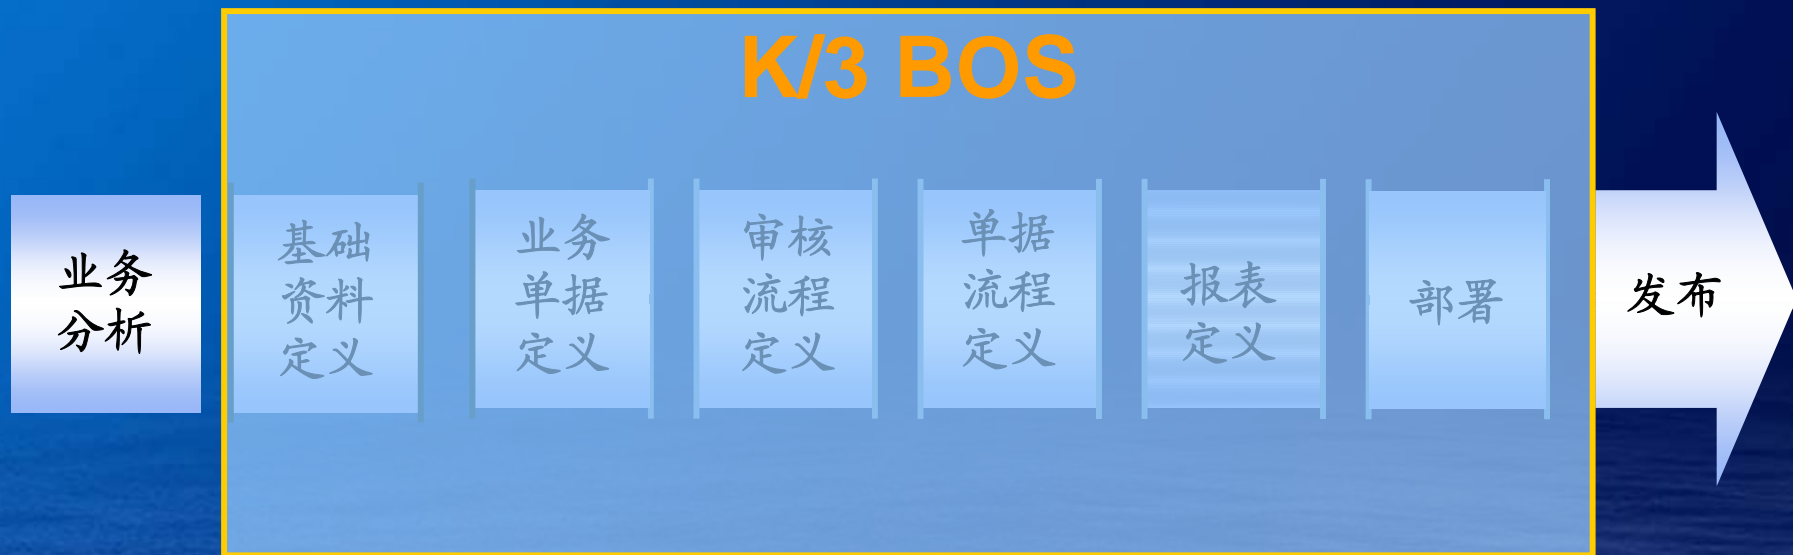 K/3 BOS
业务
分析
基础
资料
定义
业务
单据
定义
审核
流程
定义
单据
流程
定义
报表
定义
部署
发布